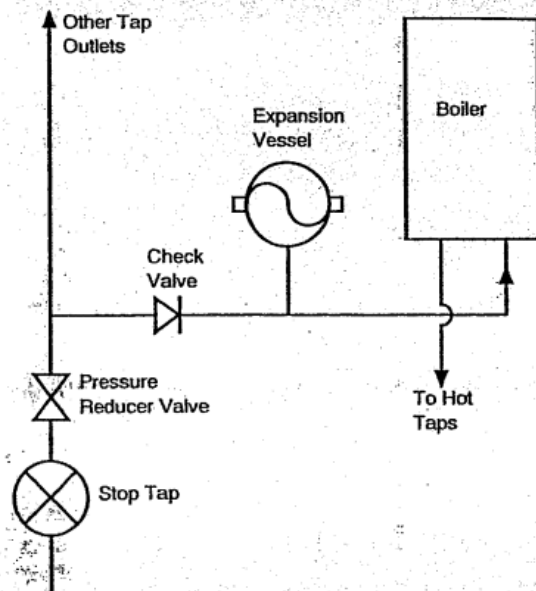 Other Tap
Outlets
Expansion
Vessel
Boiler
Check
Valve
Pressure
Reducer Valve
To Hot
Taps
Stop Tap